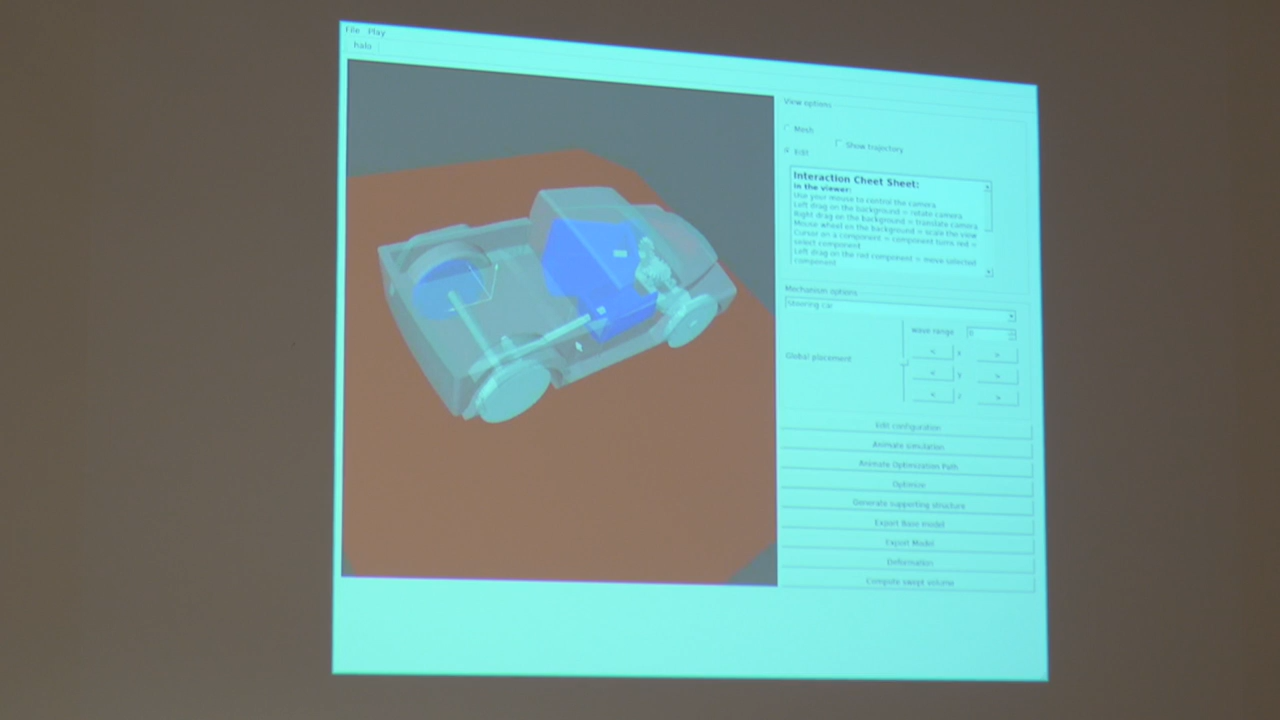 File Play
halo
View options
Mesh
Show trajectory
Edit
Interaction Cheet Sheet:
In the viewer:
Use your mouse to control the camera
Left drag on the background = rotate camera
Right drag on the background = translate camera
Mouse wheel on the background = scale the view
Cursor on a component = component turns red =
select component
Left drag on the red component = move selected
component
Mechanism options
Steering car
wave range
Global placement
< x >
< y >
< z >
Edit configuration
Animate simulation
Animate Optimization Path
Optimize
Generate supporting structure
Export Base model
Export Model
Deformation
Compute swept volume